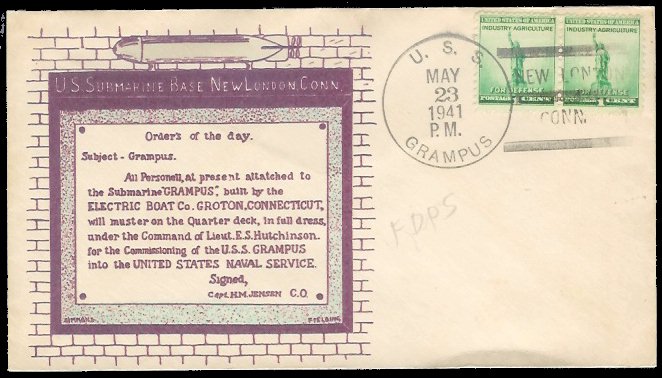 U.S. SUBMARINE BASE NEW LONDON, CONN.
Order's of the day.
Subject - Grampus.
All Personell, at present attatched to
the Submarine "GRAMPUS", built by the
ELECTRIC BOAT Co. GROTON, CONNECTICUT,
will muster on the Quarter deck, in full dress,
under the Command of Lieut. E.S. Hutchinson.
for the Commissioning of the U.S.S. GRAMPUS
into the UNITED STATES NAVAL SERVICE.
Signed,
Capt. H.M. JENSEN C.O.
SIMMONS FIELDING
U. S. S.
MAY
23
1941
P.M.
GRAMPUS
UNITED STATES OF AMERICA
INDUSTRY AGRICULTURE
FOR DEFENSE
POSTAGE 1 CENT
UNITED STATES OF AMERICA
INDUSTRY AGRICULTURE
FOR DEFENSE
1 CENT
NEW LONDON
CONN.
FDPS